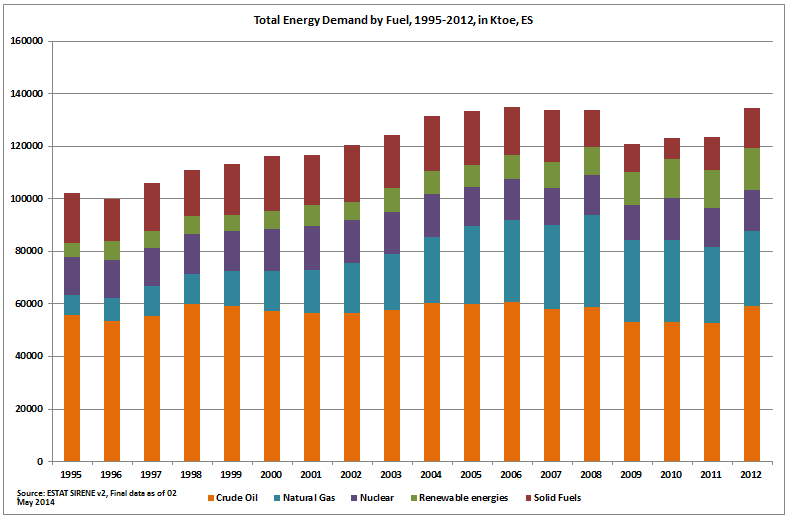 Total Energy Demand by Fuel, 1995-2012, in Ktoe, ES
160000
140000
120000
100000
80000
60000
40000
20000
0
1995 1996 1997 1998 1999 2000 2001 2002 2003 2004 2005 2006 2007 2008 2009 2010 2011 2012
Source: ESTAT SIRENE v2, Final data as of 02
May 2014
Crude Oil Natural Gas Nuclear Renewable energies Solid Fuels